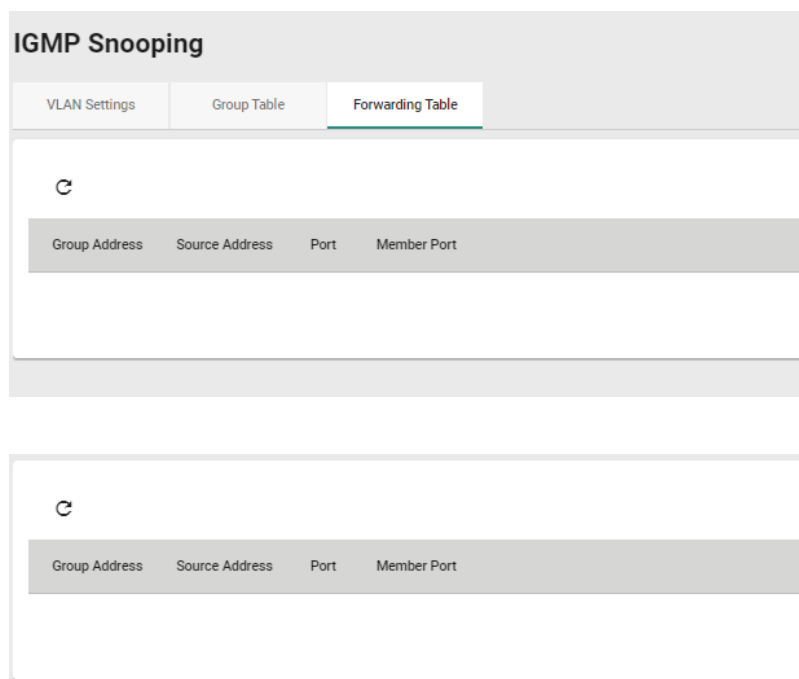 IGMP Snooping
VLAN Settings Group Table Forwarding Table
Group Address Source Address Port Member Port
Group Address Source Address Port Member Port